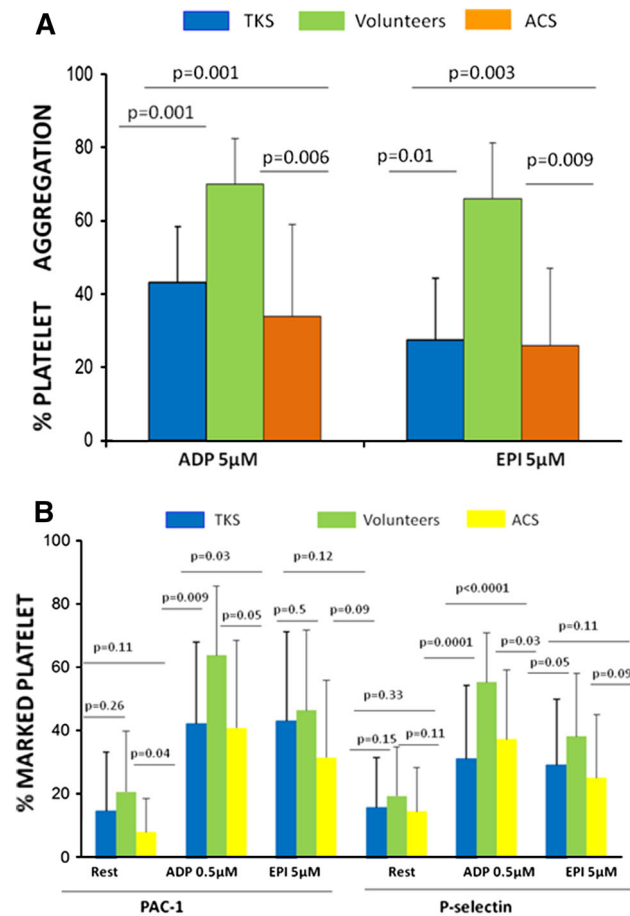 A
TKS Volunteers ACS
p=0.001 p=0.003
p=0.001
p=0.006 p=0.01 p=0.009
% PLATELET AGGREGATION
100
80
60
40
20
0
ADP 5µM EPI 5µM
B
TKS Volunteers ACS
p=0.03 p=0.12
p<0.0001
p=0.009 p=0.05 p=0.5 p=0.09
p=0.11 p=0.0001 p=0.03 p=0.11
p=0.05 p=0.09
p=0.26 p=0.33
p=0.04 p=0.15 p=0.11
% MARKED PLATELET
100
80
60
40
20
0
Rest ADP 0.5µM EPI 5µM Rest ADP 0.5µM EPI 5µM
PAC-1 P-selectin